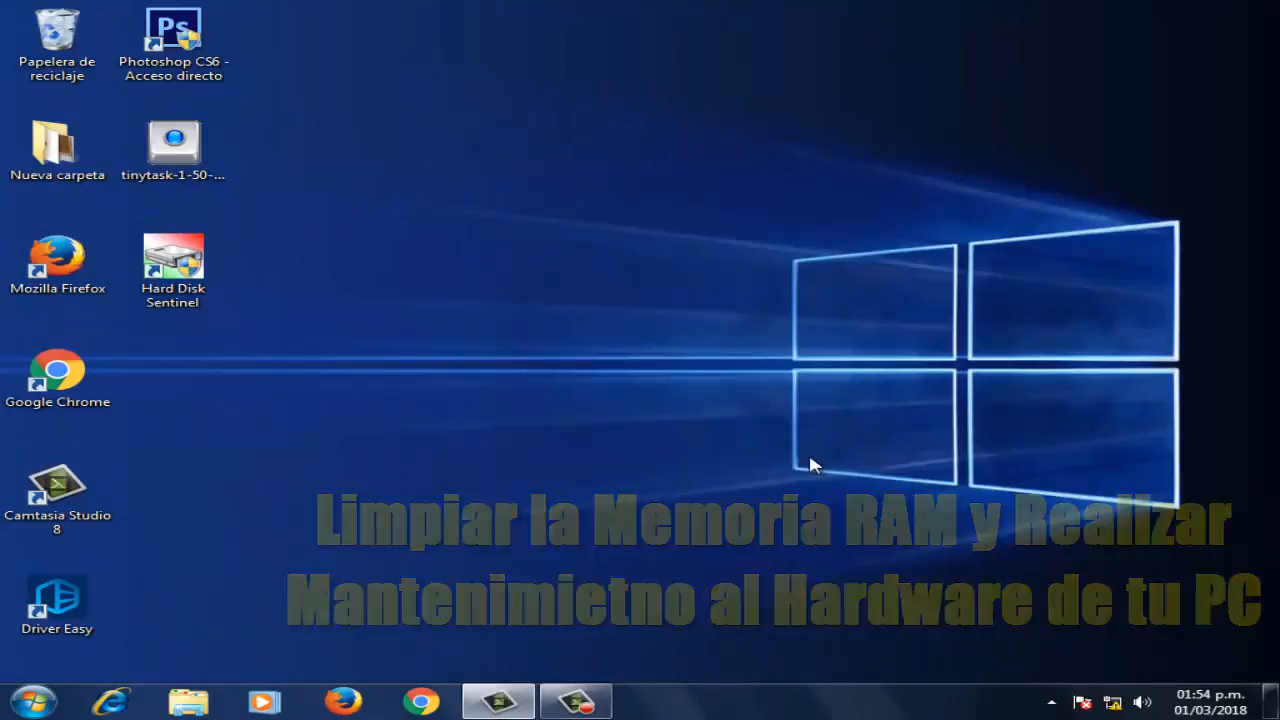 Papelera de
reciclaje
Ps
Photoshop CS6 -
Acceso directo
Nueva carpeta
tinytask-1-50-...
Mozilla Firefox
Hard Disk
Sentinel
Google Chrome
Camtasia Studio
8
Driver Easy
Limpiar la Memoria RAM y Realizar
Mantenimietno al Hardware de tu PC
01:54 p.m.
01/03/2018